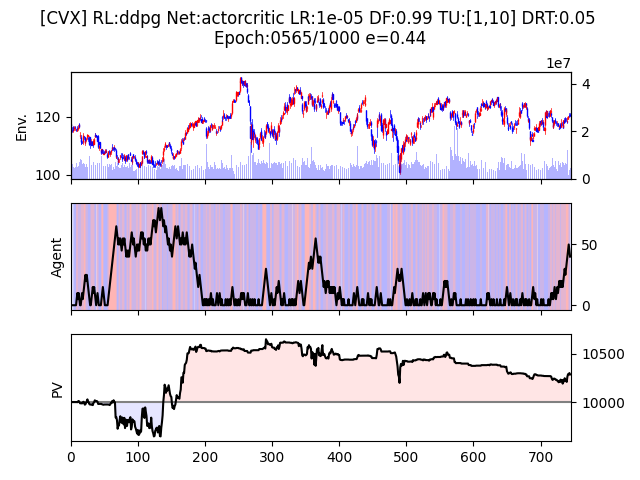 [CVX] RL:ddpg Net:actorcritic LR:1e-05 DF:0.99 TU:[1,10] DRT:0.05
Epoch:0565/1000 e=0.44
1e7
Env.
120
100
4
2
0
Agent
50
0
PV
10500
10000
0 100 200 300 400 500 600 700